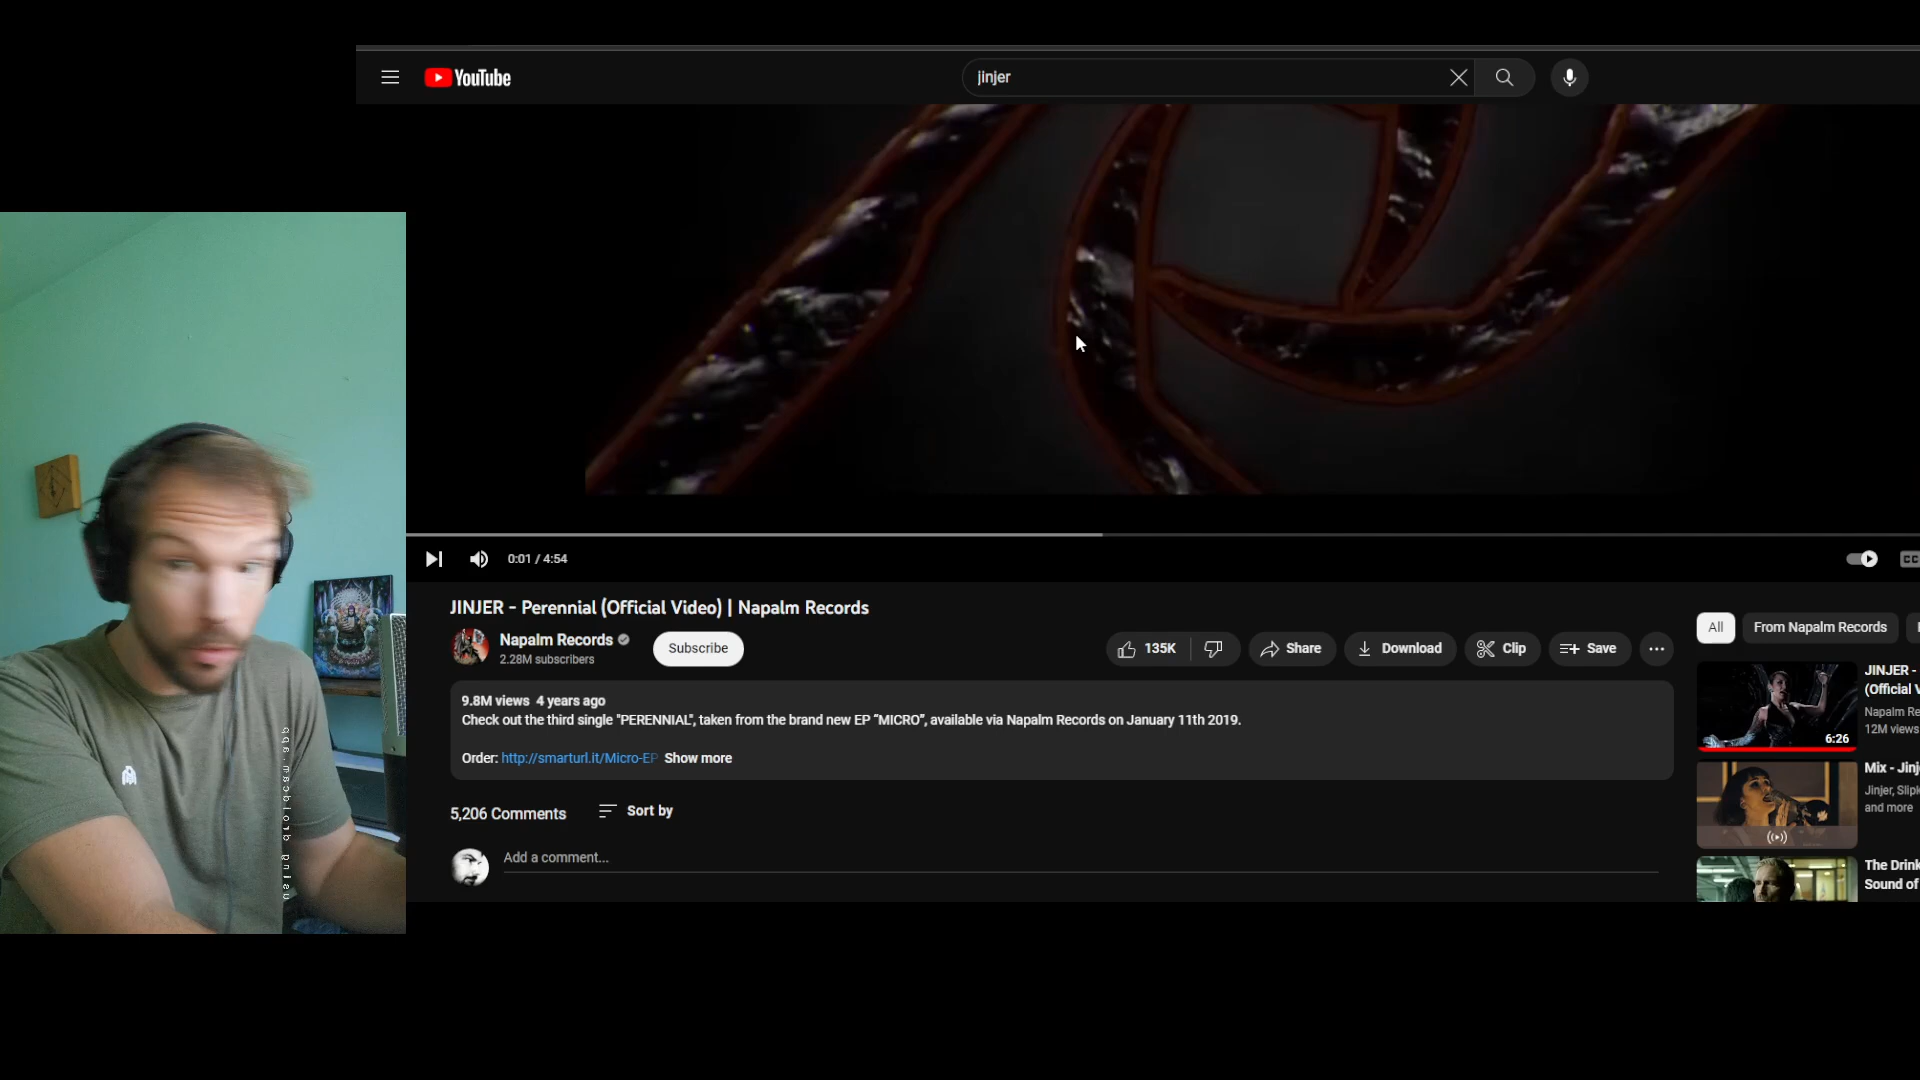 YouTube
jinjer
0:01 / 4:54
CC
JINJER - Perennial (Official Video) | Napalm Records
Napalm Records
2.28M subscribers
Subscribe
135K
Share
Download
Clip
Save
9.8M views 4 years ago
Check out the third single "PERENNIAL", taken from the brand new EP “MICRO”, available via Napalm Records on January 11th 2019.
Order: http://smarturl.it/Micro-EP Show more
5,206 Comments
Sort by
Add a comment...
All
From Napalm Records
JINJER -
(Official V
Napalm Re
12M views
6:26
Mix - Jinj
Jinjer, Slip
and more
The Drink
Sound of